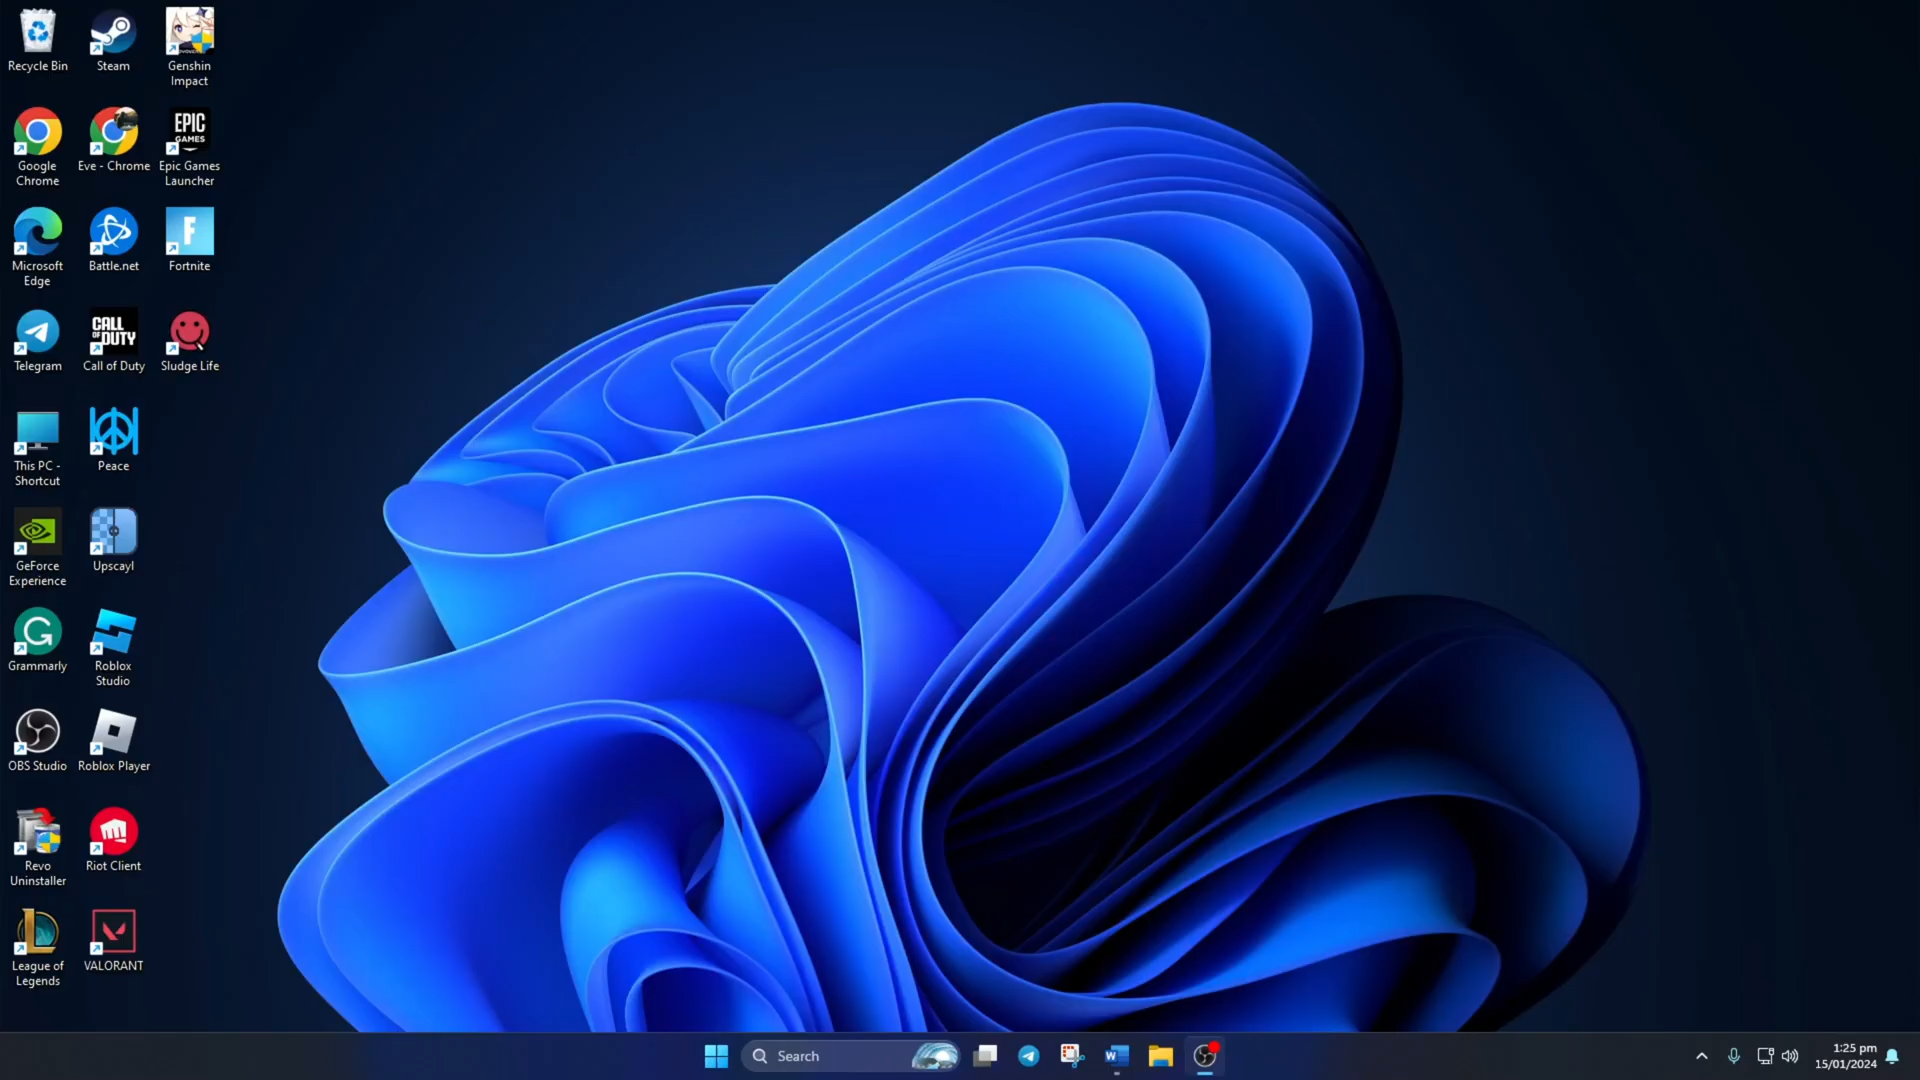 Recycle Bin
Steam
Genshin
Impact
Google
Chrome
Eve - Chrome
EPIC
GAMES
Epic Games
Launcher
Microsoft
Edge
Battle.net
F
Fortnite
Telegram
CALL
OF DUTY
Call of Duty
Sludge Life
This PC -
Shortcut
Peace
GeForce
Experience
Upscayl
G
Grammarly
Roblox
Studio
OBS Studio
Roblox Player
Revo
Uninstaller
Riot Client
L
League of
Legends
VALORANT
Search
W
1:25 pm
15/01/2024